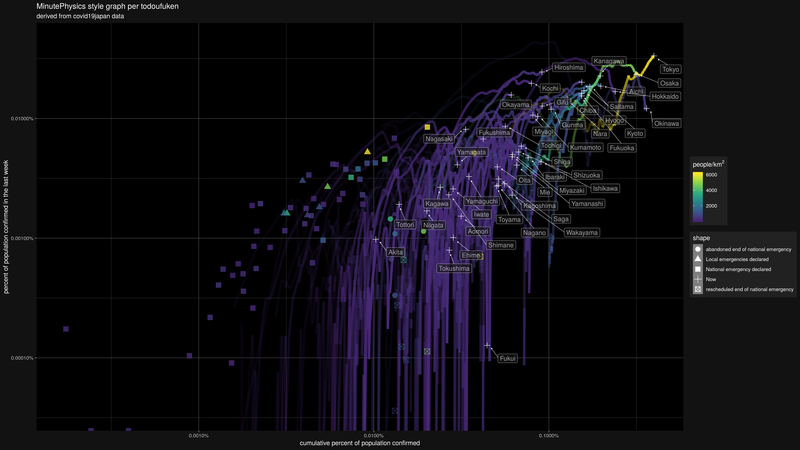 MinutePhysics style graph per todoufuken
derived from covid19japan data
percent of population confirmed in the last week
0.01000%
0.00100%
0.00010%
0.0010%
0.0100%
0.1000%
cumulative percent of population confirmed
Tokyo
Kanagawa
Osaka
Hiroshima
Aichi
Hokkaido
Kochi
Okayama
Gifu
Chiba
Saitama
Hyogo
Okinawa
Gunma
Kyoto
Nara
Fukushima
Miyagi
Nagasaki
Tochigi
Kumamoto
Fukuoka
Yamagata
Shiga
Shizuoka
Ibaraki
Oita
Ishikawa
Miyazaki
Mie
Yamaguchi
Kagawa
Yamanashi
Kagoshima
Iwate
Saga
Toyama
Tottori
Niigata
Aomori
Nagano
Wakayama
Shimane
Akita
Ehime
Tokushima
Fukui
people/km²
6000
4000
2000
shape
abandoned end of national emergency
Local emergencies declared
National emergency declared
Now
rescheduled end of national emergency